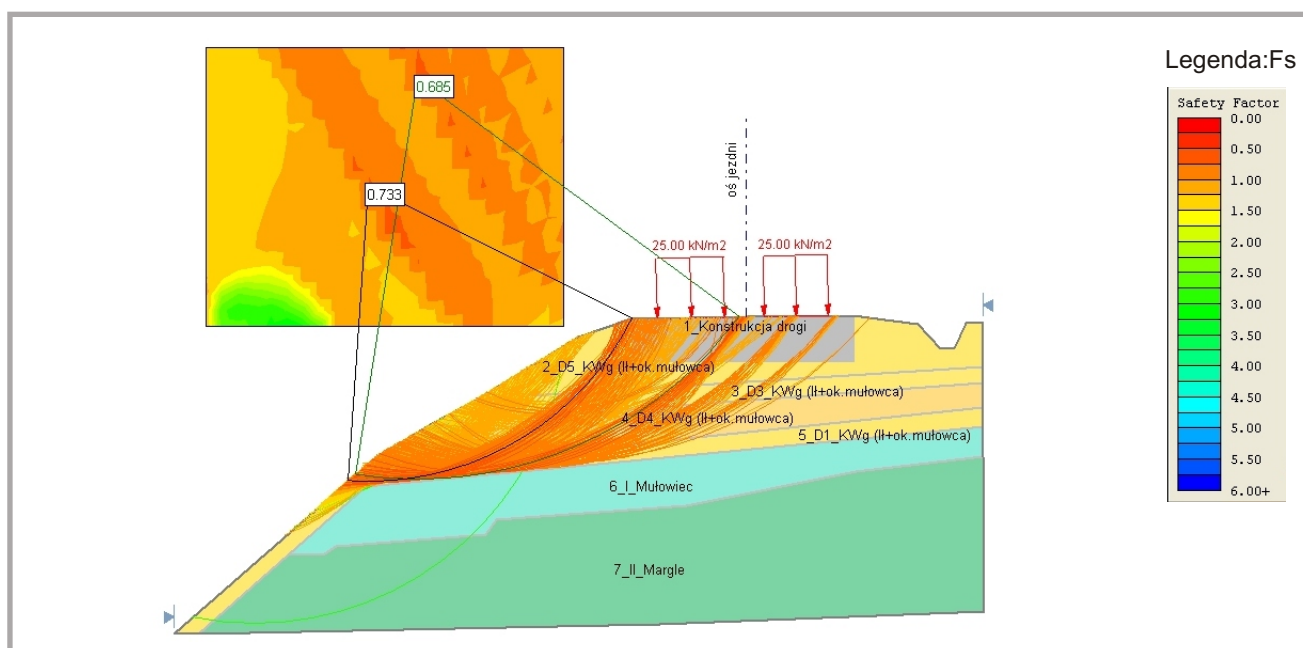 Legenda:Fs
Safety Factor
0.00
0.50
1.00
1.50
2.00
2.50
3.00
3.50
4.00
4.50
5.00
5.50
6.00+
0.685
0.733
oś jezdni
25.00 kN/m2
25.00 kN/m2
1_Konstrukcja drogi
2_D5_KWg (Ił+ok.mułowca)
3_D3_KWg (Ił+ok.mułowca)
4_D4_KWg (Ił+ok.mułowca)
5_D1_KWg (Ił+ok.mułowca)
6_I_Mułowiec
7_II_Margle